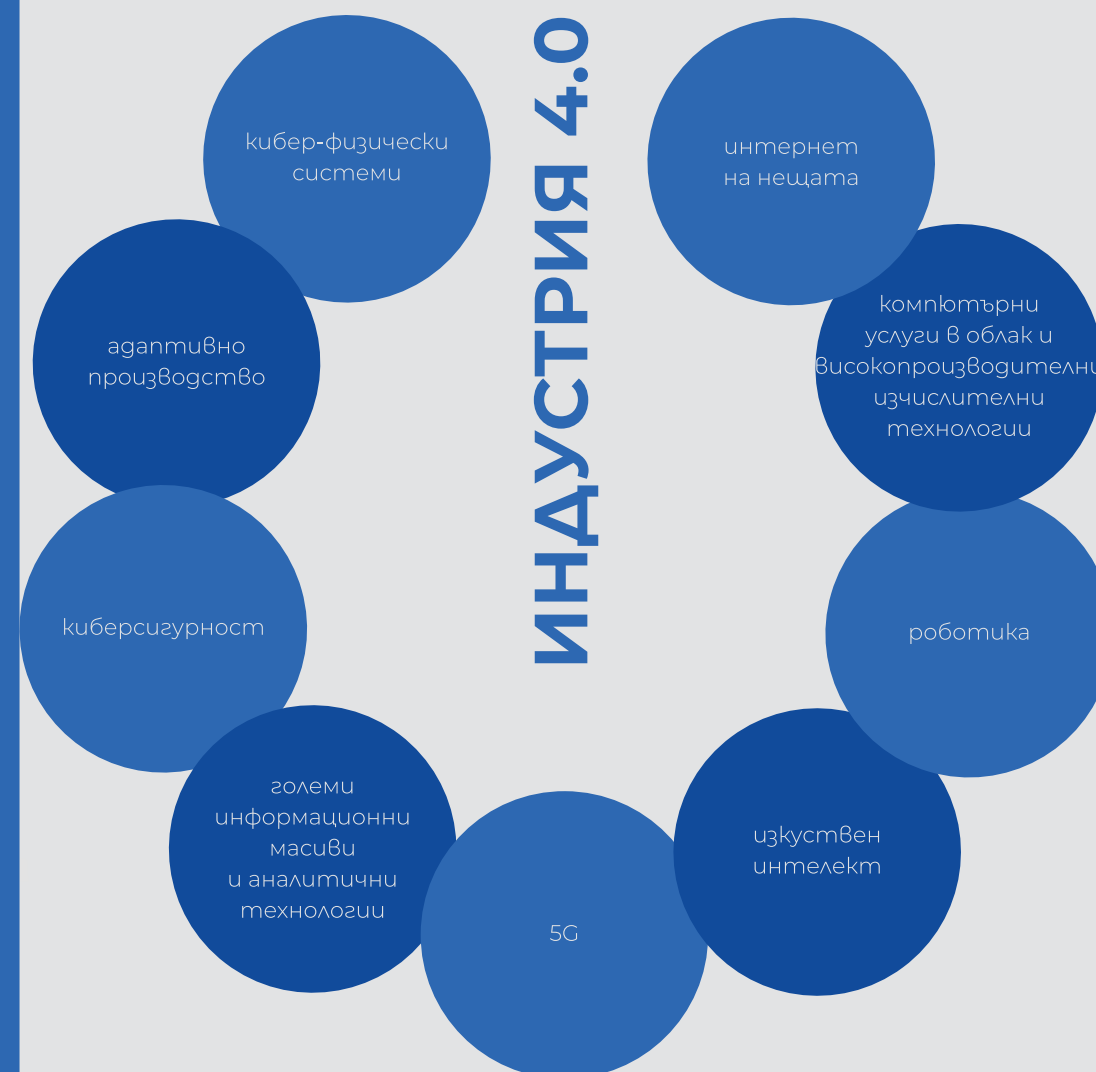 ИНДУСТРИЯ 4.0
кибер-физически
системи
интернет
на нещата
адаптивно
производство
компютърни
услуги в облак и
високопроизводителни
изчислителни
технологии
киберсигурност
роботика
големи
информационни
масиви
и аналитични
технологии
изкуствен
интелект
5G